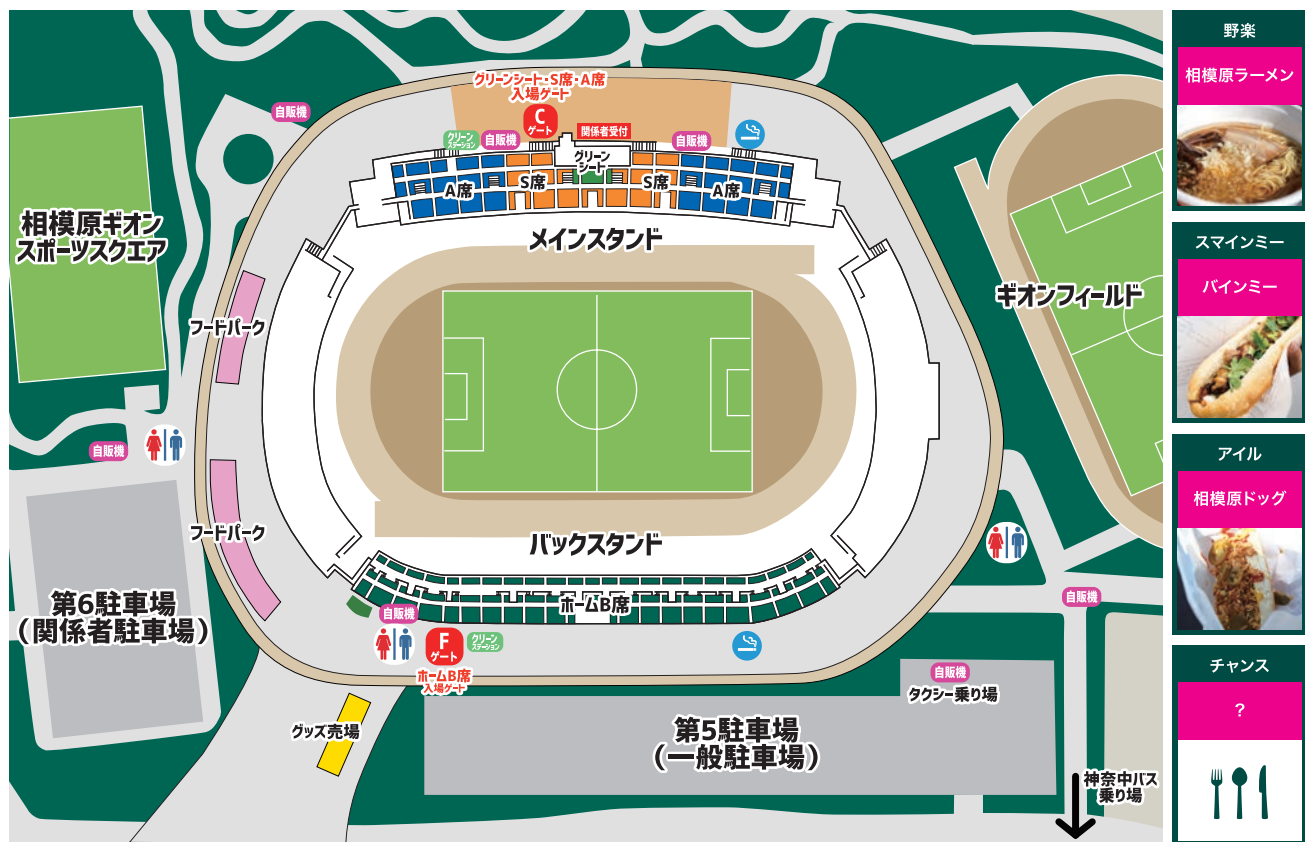 グリーンシート・S席・A席
入場ゲート
自販機
C
ゲート
関係者受付
グリーン
ステーション
自販機
自販機
グリーン
シート
A席
S席
S席
A席
メインスタンド
相模原ギオン
スポーツスクエア
ギオンフィールド
フードパーク
自販機
フードパーク
バックスタンド
第6駐車場
(関係者駐車場)
ホームB席
自販機
自販機
F
ゲート
グリーン
ステーション
ホームB席
入場ゲート
自販機
タクシー乗り場
グッズ売場
第5駐車場
(一般駐車場)
神奈中バス
乗り場
野楽
相模原ラーメン
スマインミー
バインミー
アイル
相模原ドッグ
チャンス
?